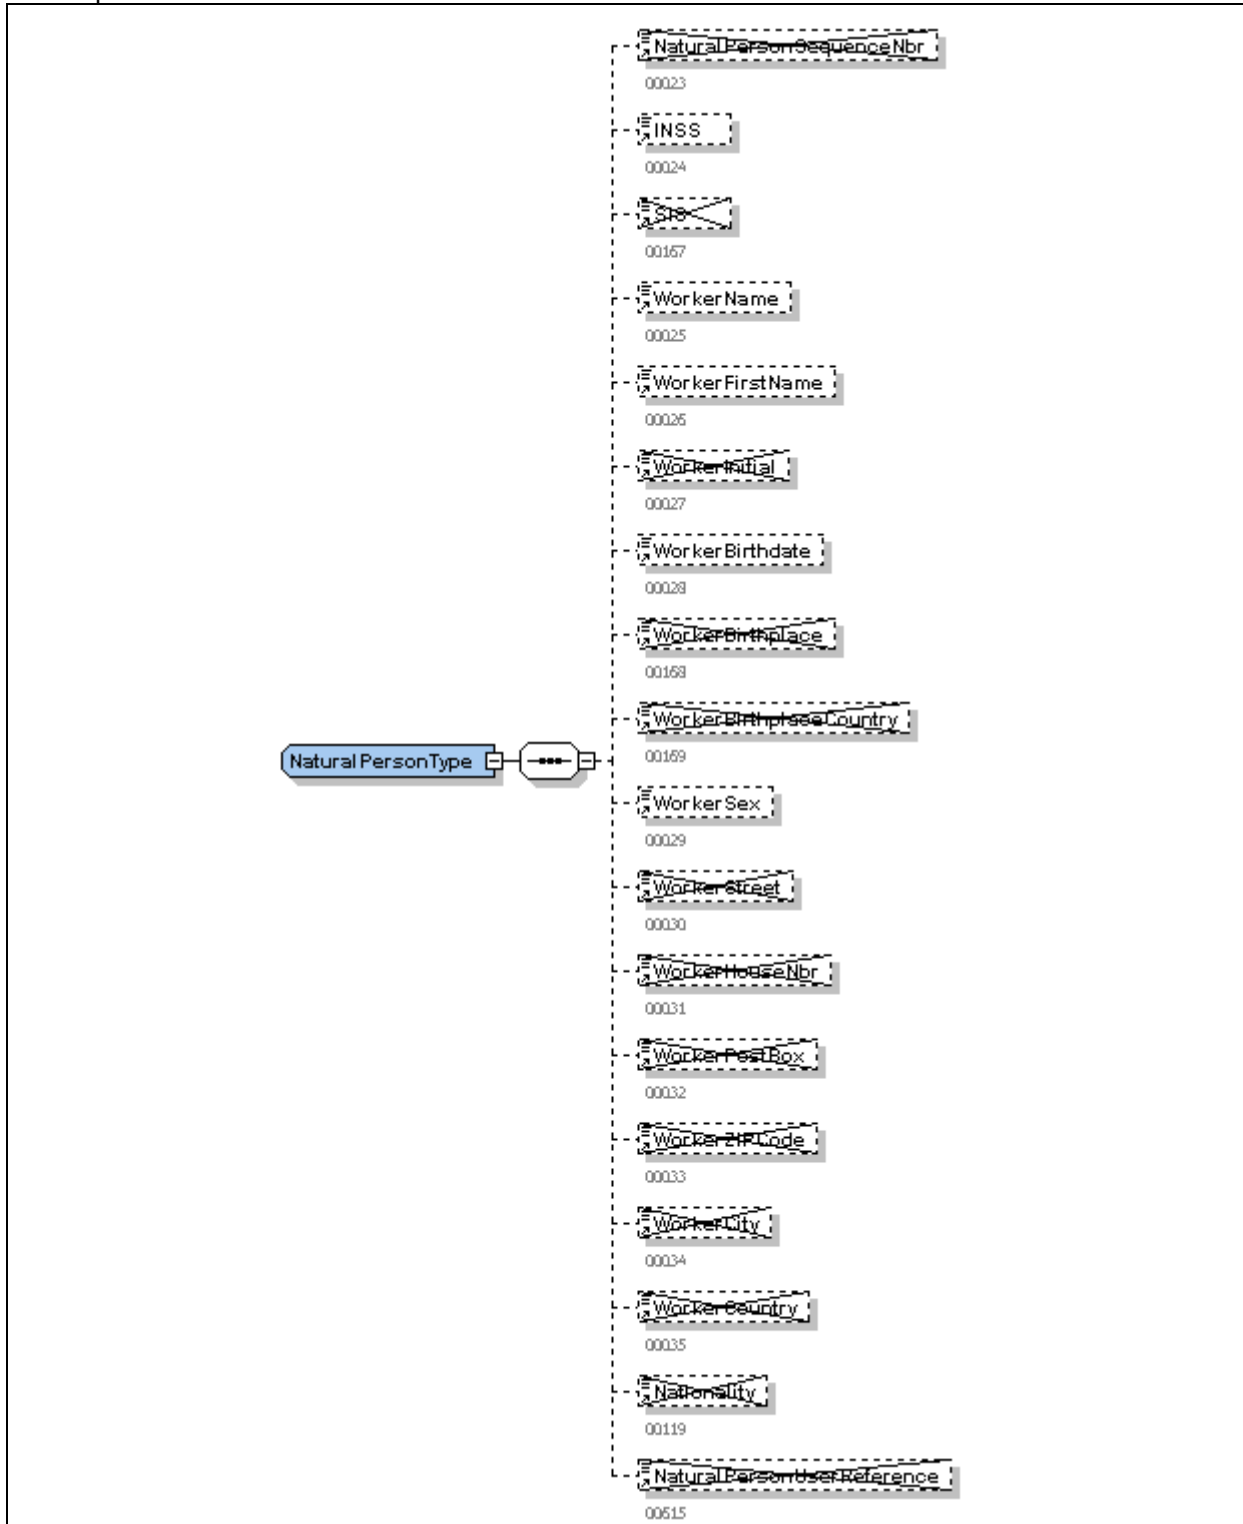 NaturalPersonSequenceNbr
00023
INSS
00024
SIS
00167
WorkerName
00025
WorkerFirstName
00026
WorkerInitial
00027
WorkerBirthdate
00028
WorkerBirthplace
00168
WorkerBirthplaceCountry
00169
NaturalPersonType
WorkerSex
00029
WorkerStreet
00030
WorkerHouseNbr
00031
WorkerPostBox
00032
WorkerZIPCode
00033
WorkerCity
00034
WorkerCountry
00035
Nationality
00119
NaturalPersonUserReference
00615